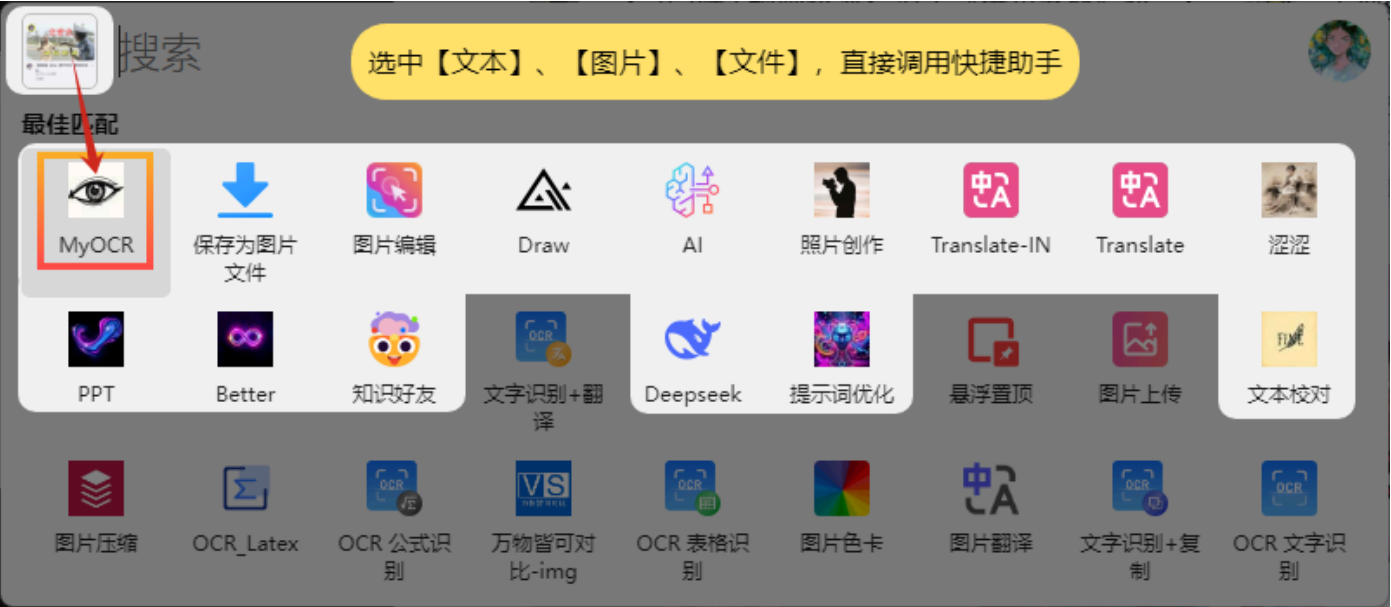 搜索
选中【文本】、【图片】、【文件】，直接调用快捷助手
最佳匹配
MyOCR
保存为图片
文件
图片编辑
Draw
AI
照片创作
Translate-IN
Translate
涩涩
PPT
Better
知识好友
文字识别+翻
译
Deepseek
提示词优化
悬浮置顶
图片上传
文本校对
图片压缩
OCR_Latex
OCR 公式识
别
万物皆可对
比-img
OCR 表格识
别
图片色卡
图片翻译
文字识别+复
制
OCR 文字识
别